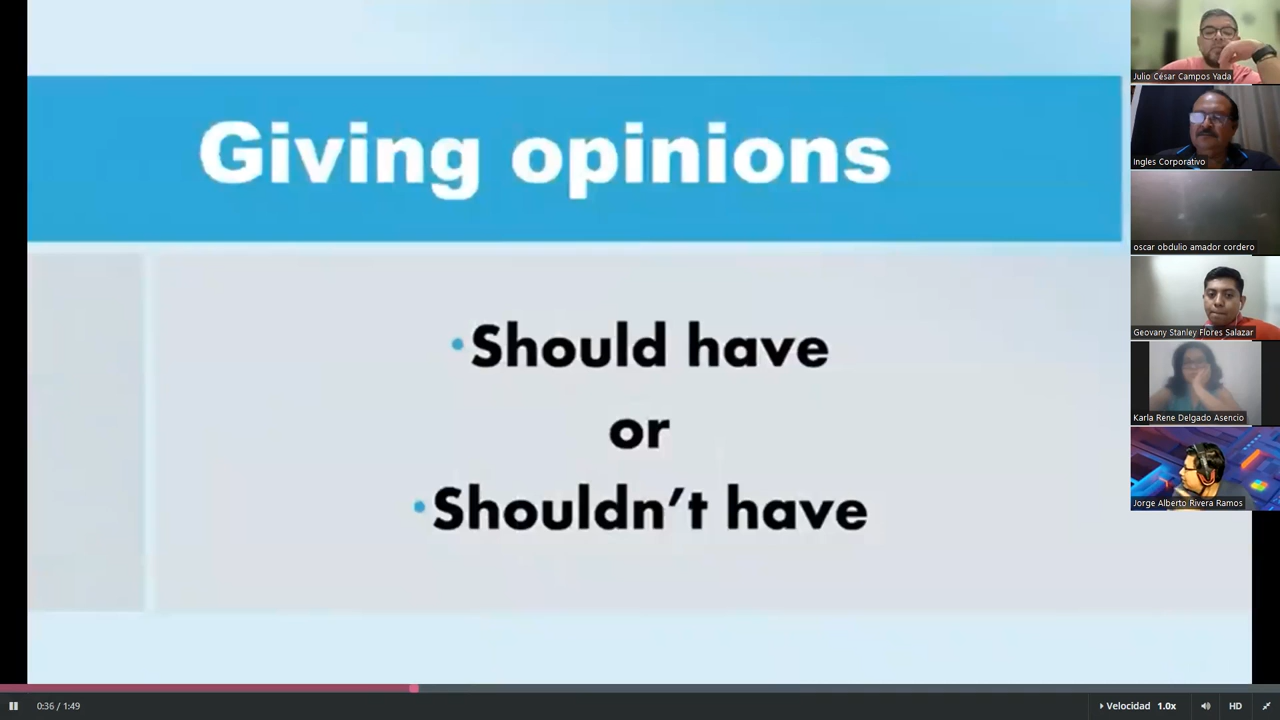 Giving opinions
•Should have
or
•Shouldn't have
Julio César Campos Yada
Ingles Corporativo
oscar obdulio amador cordero
Geovany Stanley Flores Salazar
Karla Rene Delgado Asencio
Jorge Alberto Rivera Ramos
0:36 / 1:49
Velocidad 1.0x
HD